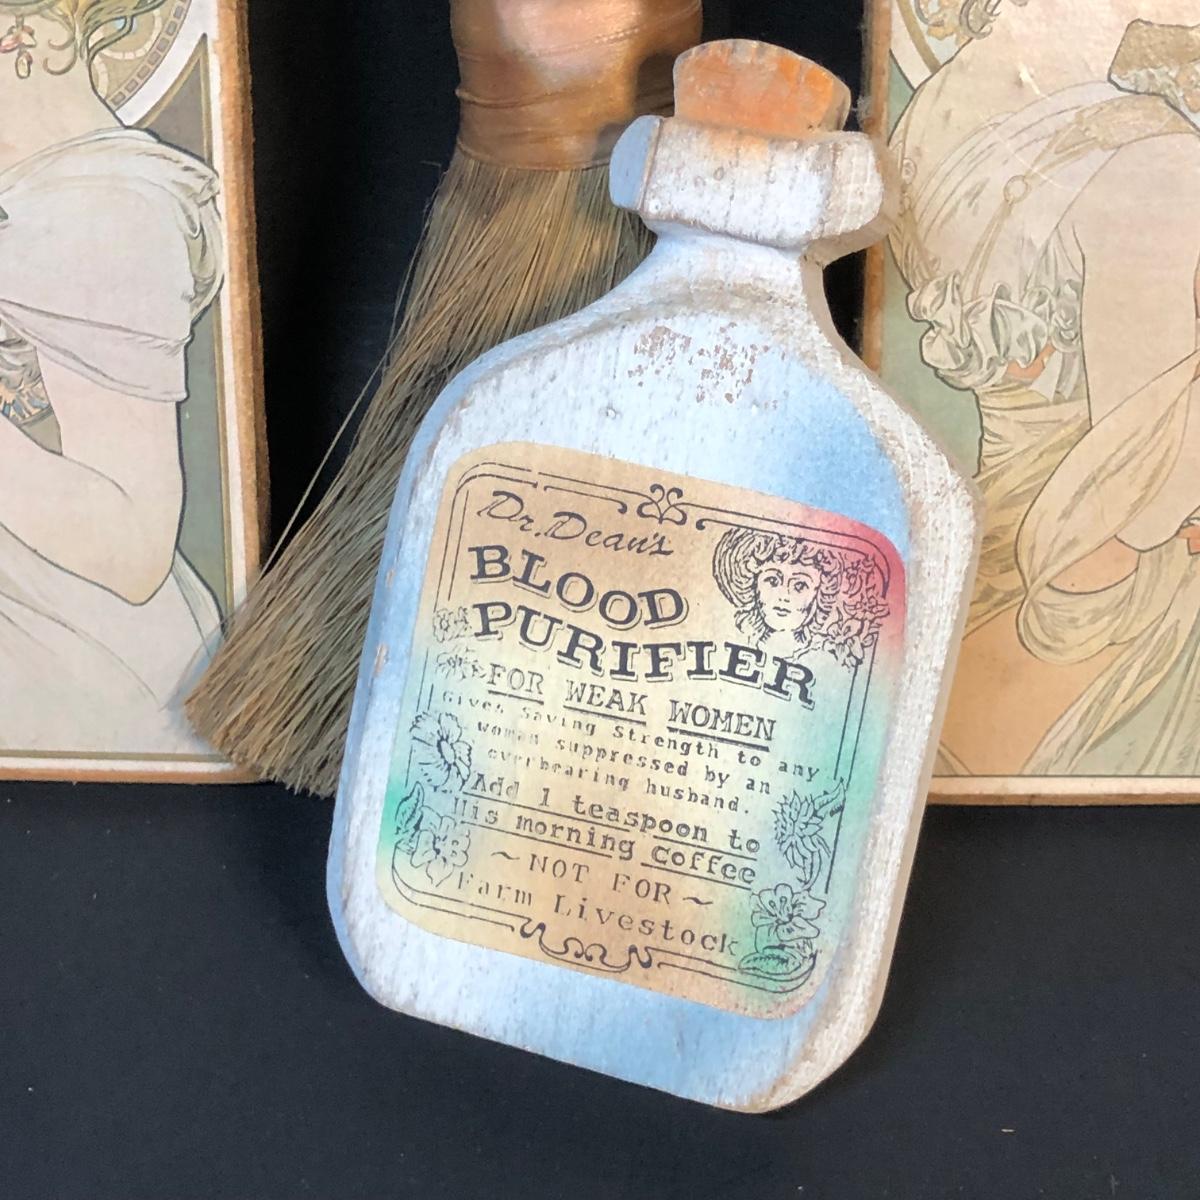 Dr. Dean's
BLOOD
PURIFIER
FOR WEAK WOMEN
Gives Saving Strength to any
woman suppressed by an
overbearing husband.
Add 1 teaspoon to
His morning Coffee
~NOT FOR~
Farm Livestock